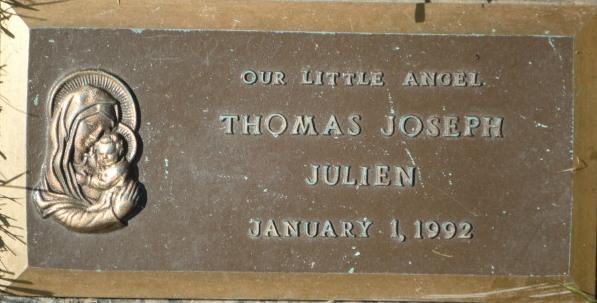 OUR LITTLE ANGEL
THOMAS JOSEPH
JULIEN
JANUARY 1, 1992